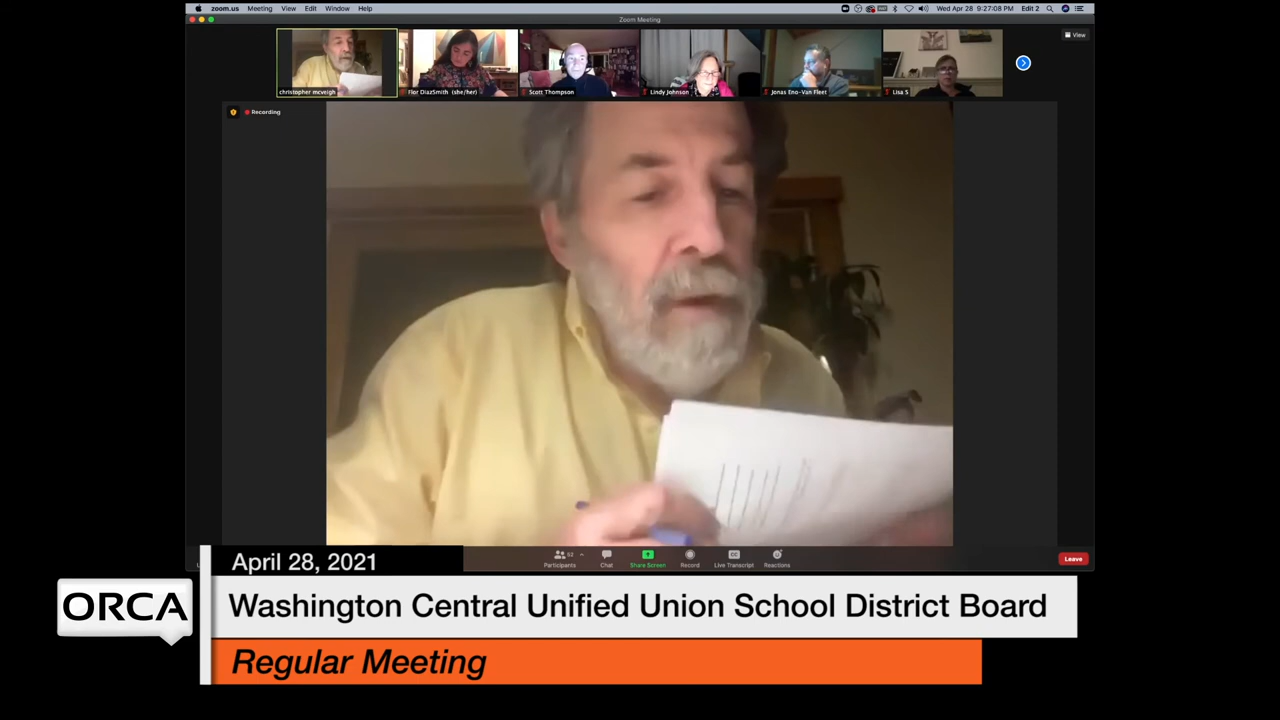 zoom.us Meeting View Edit Window Help
Wed Apr 28 9:27:08 PM Edit 2
Zoom Meeting
View
christopher mcveigh
Flor DiazSmith (she/her)
Scott Thompson
Lindy Johnson
Jonas Eno-Van Fleet
Lisa S
Recording
52
Participants
Chat
Share Screen
Record
CC
Live Transcript
Reactions
Leave
April 28, 2021
ORCA
Washington Central Unified Union School District Board
Regular Meeting